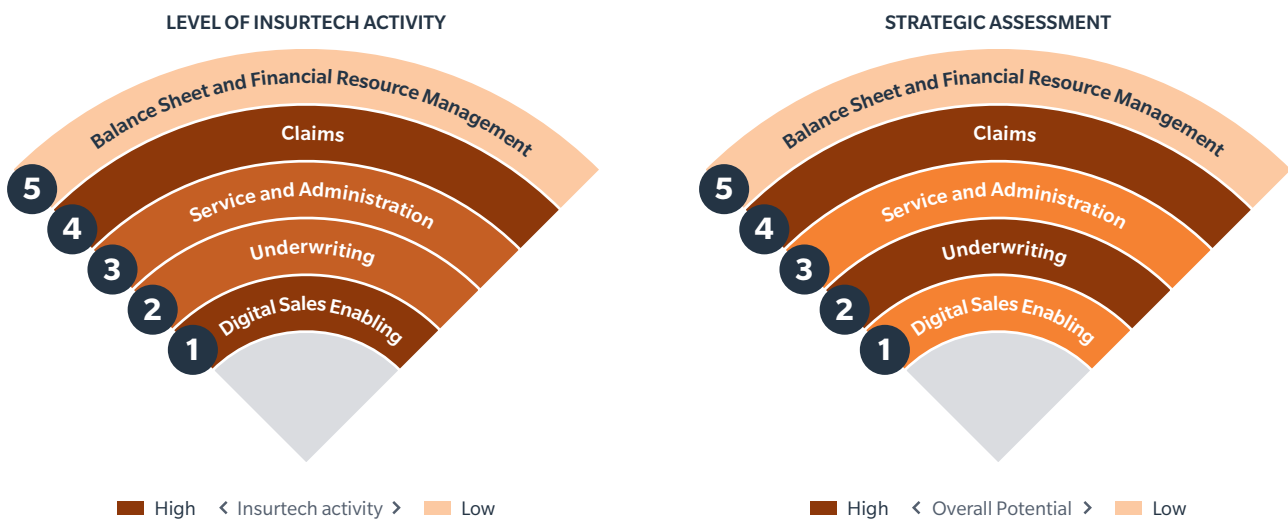 LEVEL OF INSURTECH ACTIVITY
Balance Sheet and Financial Resource Management
Claims
Service and Administration
Underwriting
Digital Sales Enabling
5
4
3
2
1
High < Insurtech activity > Low
STRATEGIC ASSESSMENT
Balance Sheet and Financial Resource Management
Claims
Service and Administration
Underwriting
Digital Sales Enabling
5
4
3
2
1
High < Overall Potential > Low